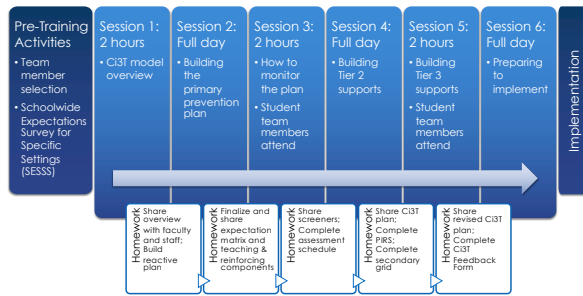 Pre-Training
Activities
• Team
member
selection
• Schoolwide
Expectations
Survey for
Specific
Settings
(SESSS)
Session 1:
2 hours
• Ci3T model
overview
Session 2:
Full day
• Building
the
primary
prevention
plan
Session 3:
2 hours
• How to
monitor
the plan
• Student
team
members
attend
Session 4:
Full day
• Building
Tier 2
supports
Session 5:
2 hours
• Building
Tier 3
supports
• Student
team
members
attend
Session 6:
Full day
• Preparing
to
implement
Implementation
Homework
Share
overview
with faculty
and staff;
Build
reactive
plan
Homework
Finalize and
share
expectation
matrix and
teaching &
reinforcing
components
Homework
Share
screeners;
Complete
assessment
schedule
Homework
Share Ci3T
plan;
Complete
PIRS;
Complete
secondary
grid
Homework
Share
revised Ci3T
plan;
Complete
Ci3T
Feedback
Form